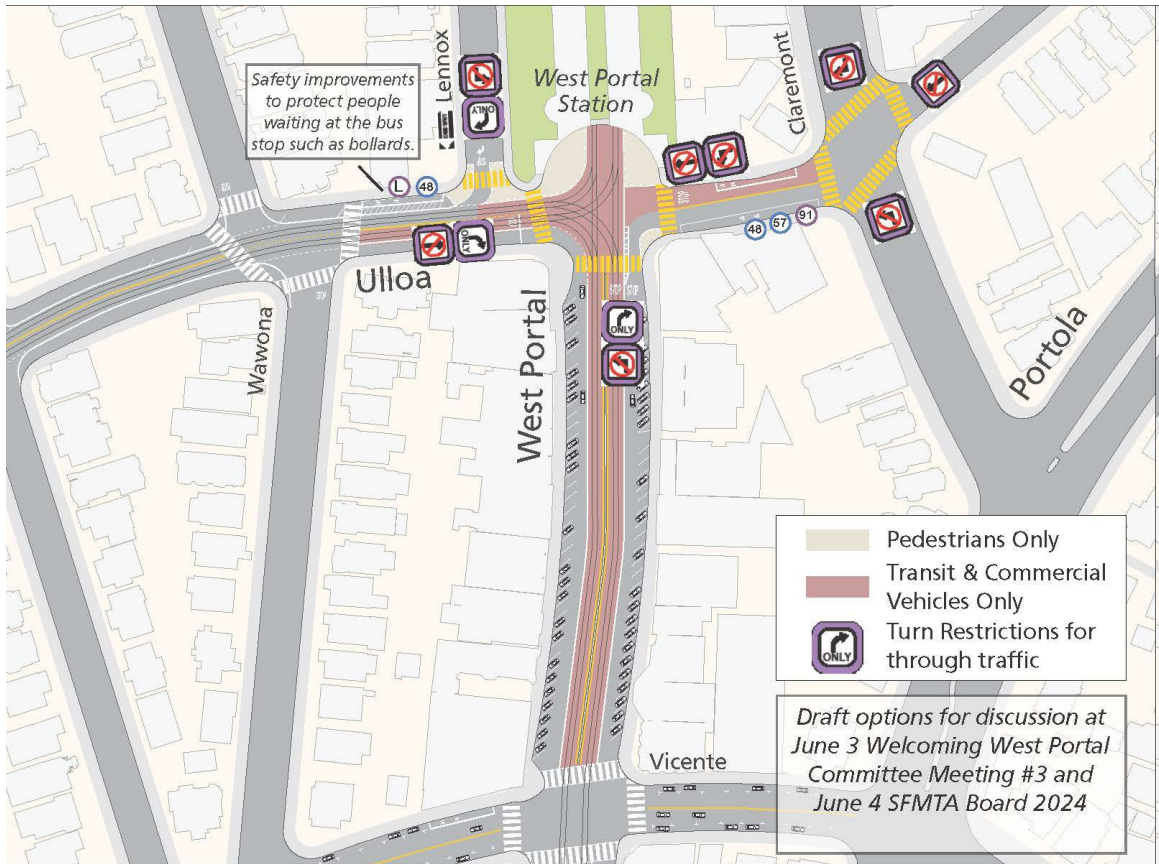 Lennox
Safety improvements
to protect people
waiting at the bus
stop such as bollards.
West Portal
Station
Claremont
ONLY
L
48
48
57
91
ONLY
Ulloa
STOP
STOP
STOP
ONLY
Wawona
West Portal
Portola
Vicente
Pedestrians Only
Transit & Commercial
Vehicles Only
ONLY
Turn Restrictions for
through traffic
Draft options for discussion at
June 3 Welcoming West Portal
Committee Meeting #3 and
June 4 SFMTA Board 2024